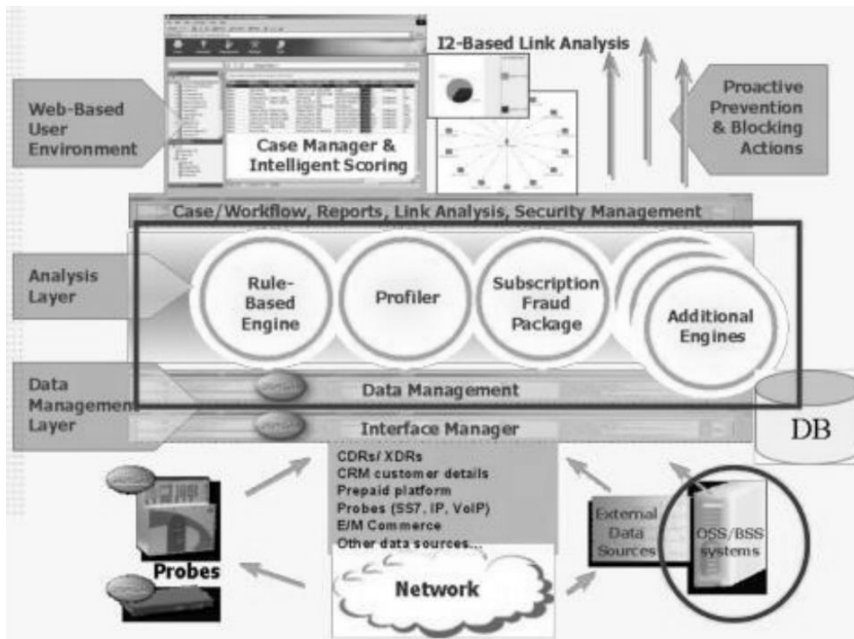 I2-Based Link Analysis
Web-Based
User
Environment
Case Manager &
Intelligent Scoring
Proactive
Prevention
& Blocking
Actions
Case/Workflow, Reports, Link Analysis, Security Management
Analysis
Layer
Rule-
Based
Engine
Profiler
Subscription
Fraud
Package
Additional
Engines
Data
Management
Layer
Data Management
Interface Manager
DB
CDRs/ XDRs
CRM customer details
Prepaid platform
Probes (SS7, IP, VoIP)
E/M Commerce
Other data sources...
Probes
Network
External
Data
Sources
OSS/BSS
systems